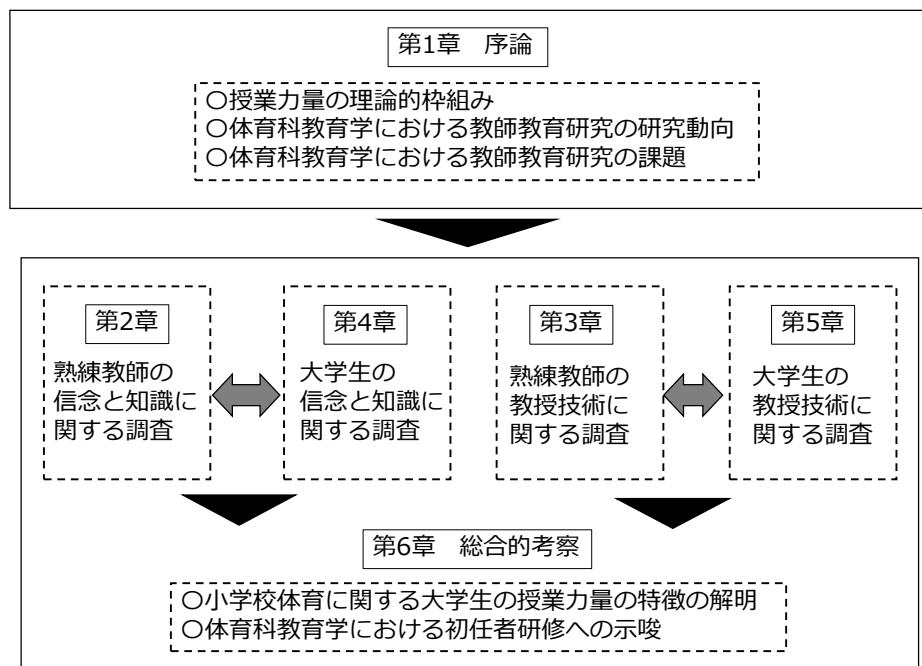 第1章　序論
〇授業力量の理論的枠組み
〇体育科教育学における教師教育研究の研究動向
〇体育科教育学における教師教育研究の課題
第2章
熟練教師の
信念と知識に
関する調査
第4章
大学生の
信念と知識に
関する調査
第3章
熟練教師の
教授技術に
関する調査
第5章
大学生の
教授技術に
関する調査
第6章　総合的考察
〇小学校体育に関する大学生の授業力量の特徴の解明
〇体育科教育学における初任者研修への示唆